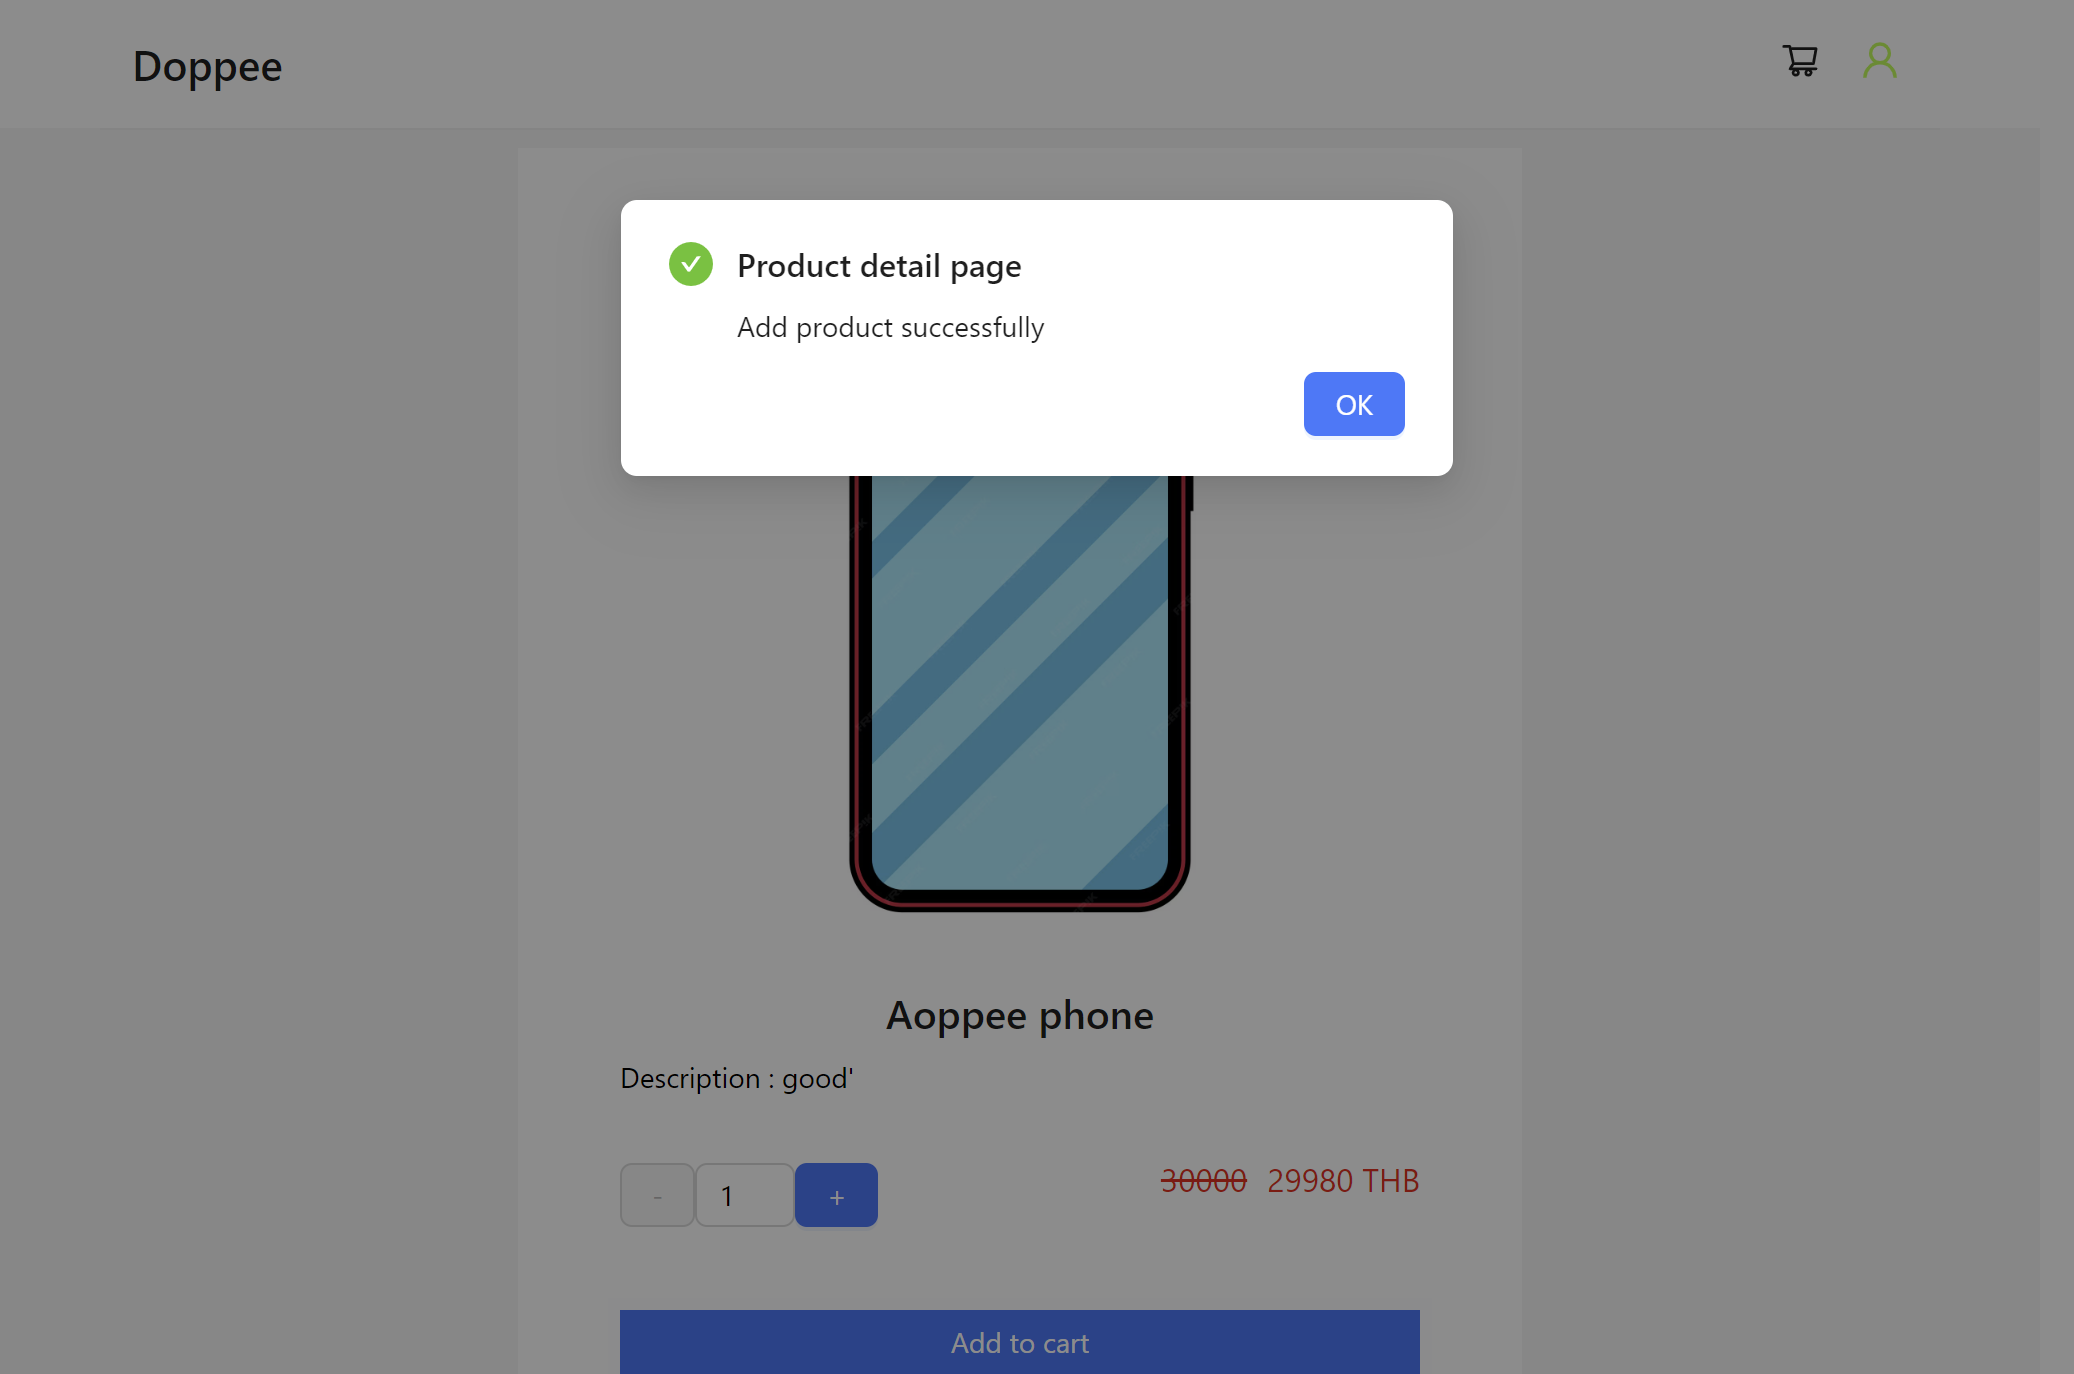 Doppee
Product detail page
Add product successfully
OK
Aoppee phone
Description : good'
- 1 +
30000 29980 THB
Add to cart